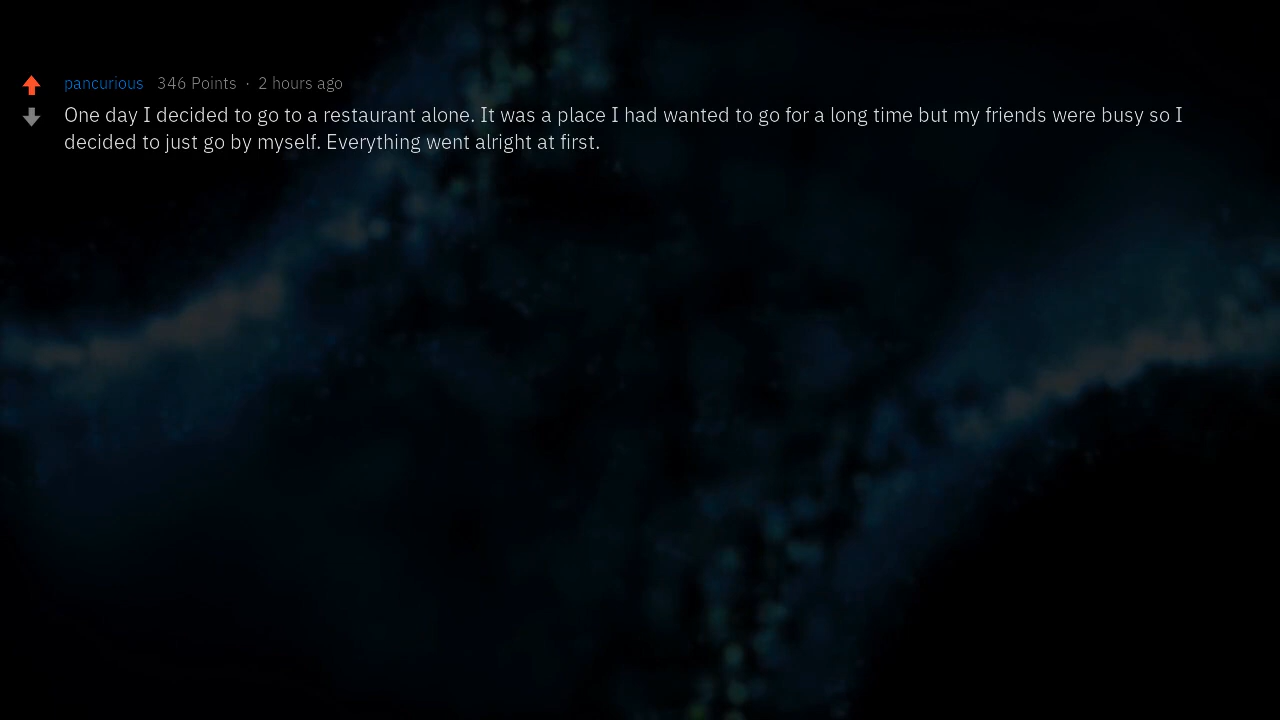 pancurious 346 Points · 2 hours ago
One day I decided to go to a restaurant alone. It was a place I had wanted to go for a long time but my friends were busy so I
decided to just go by myself. Everything went alright at first.